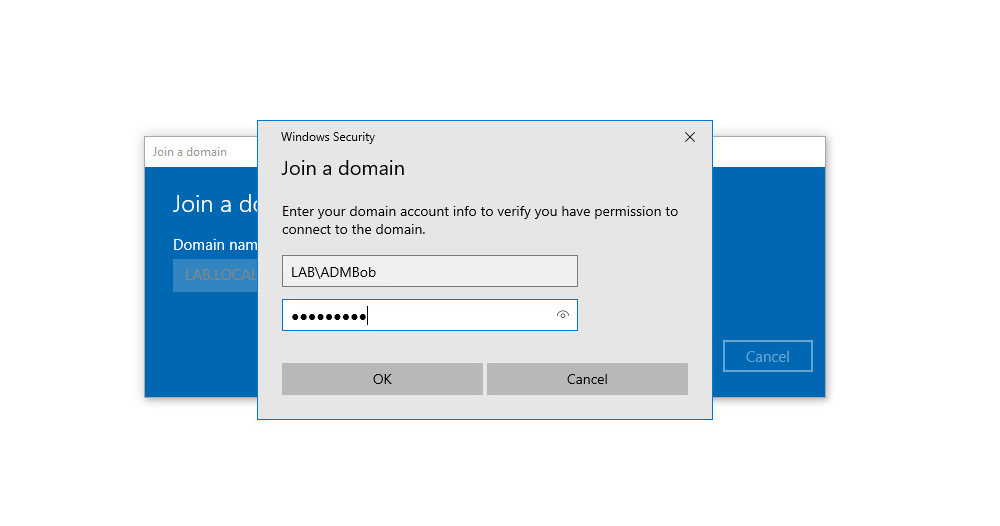 Join a domain
Join a do
Domain nam
LAB.LOCAL
Cancel
Windows Security
Join a domain
Enter your domain account info to verify you have permission to
connect to the domain.
LAB\ADMBob
●●●●●●●●●
OK
Cancel